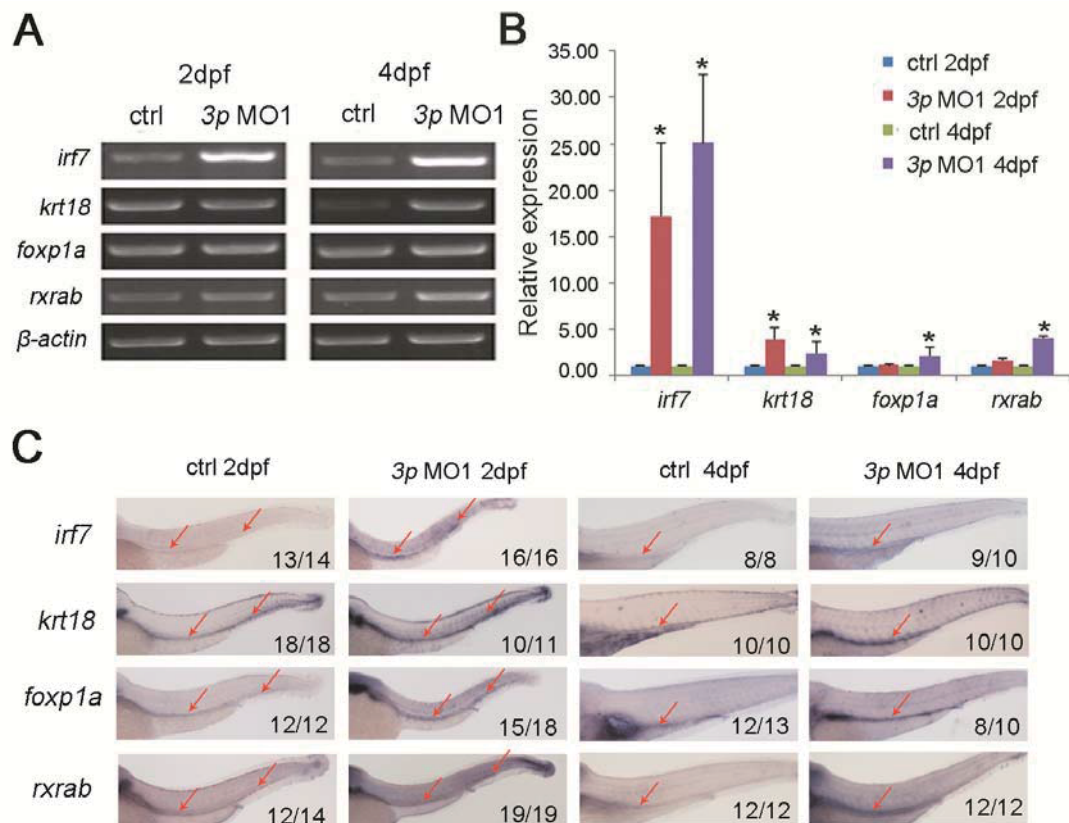 A
2dpf 4dpf
ctrl 3p MO1 ctrl 3p MO1
irf7
krt18
foxp1a
rxrab
β-actin
B
Relative expression
35.00
30.00
25.00
20.00
15.00
10.00
5.00
0.00
* * * * * *
irf7 krt18 foxp1a rxrab
ctrl 2dpf
3p MO1 2dpf
ctrl 4dpf
3p MO1 4dpf
C
ctrl 2dpf 3p MO1 2dpf ctrl 4dpf 3p MO1 4dpf
irf7 13/14 16/16 8/8 9/10
krt18 18/18 10/11 10/10 10/10
foxp1a 12/12 15/18 12/13 8/10
rxrab 12/14 19/19 12/12 12/12